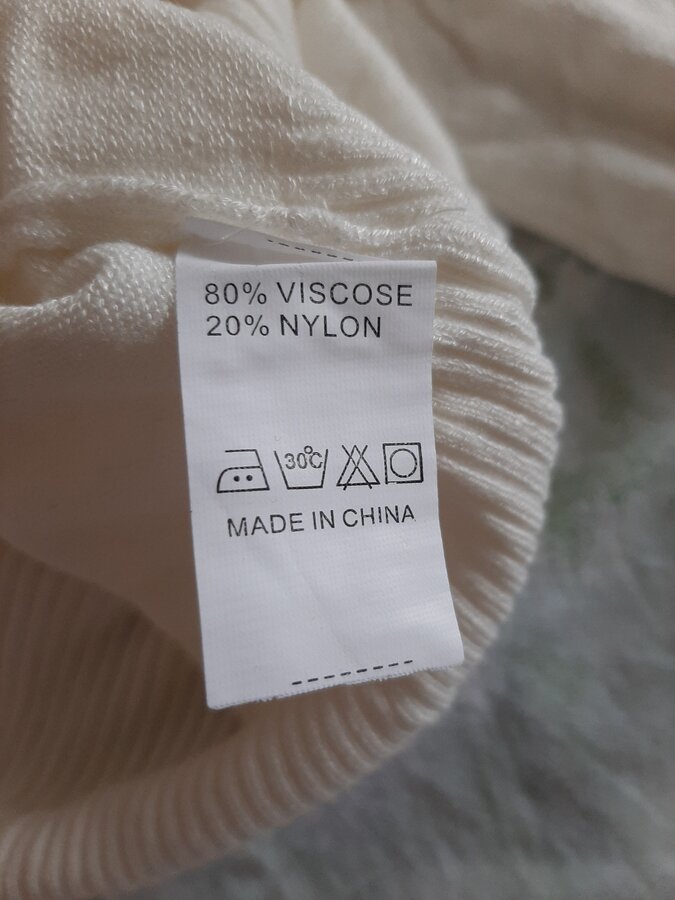 80% VISCOSE
20% NYLON
30°C
MADE IN CHINA